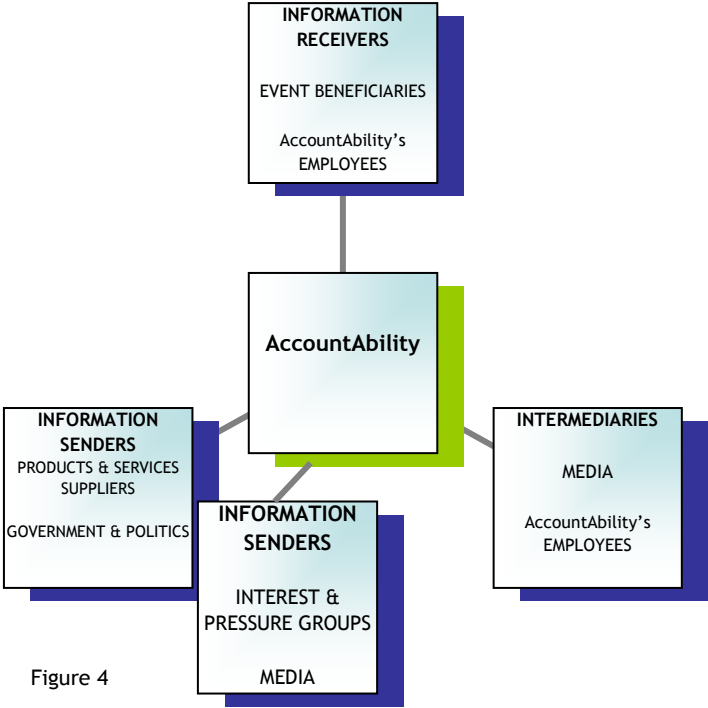 INFORMATION
RECEIVERS
EVENT BENEFICIARIES
AccountAbility’s
EMPLOYEES
AccountAbility
INFORMATION
SENDERS
PRODUCTS & SERVICES
SUPPLIERS
GOVERNMENT & POLITICS
INFORMATION
SENDERS
INTEREST &
PRESSURE GROUPS
MEDIA
INTERMEDIARIES
MEDIA
AccountAbility’s
EMPLOYEES
Figure 4